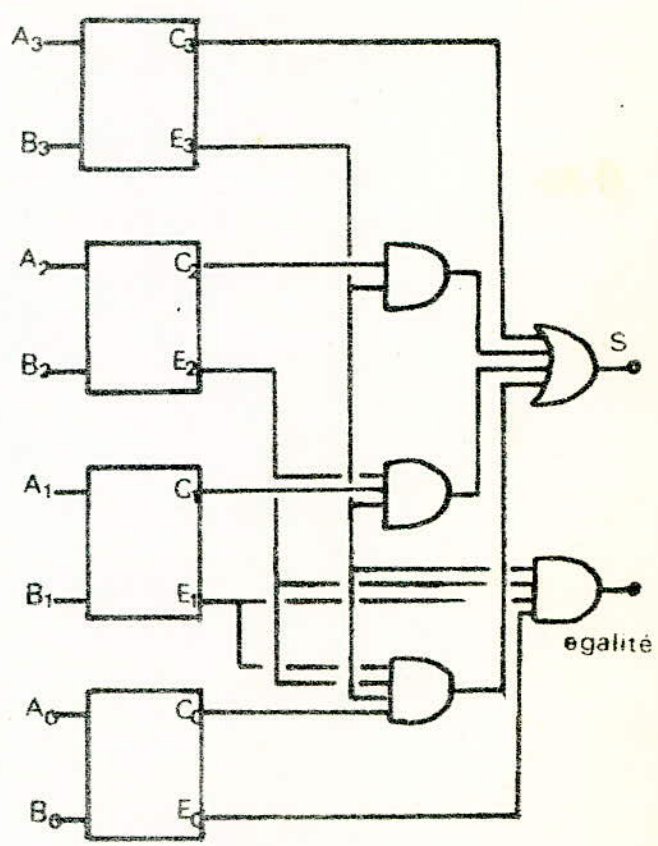 A3 C3
B3 E3
A2 C2
B2 E2
S
A1 C1
B1 E1
egalité
A0 C0
B0 E0